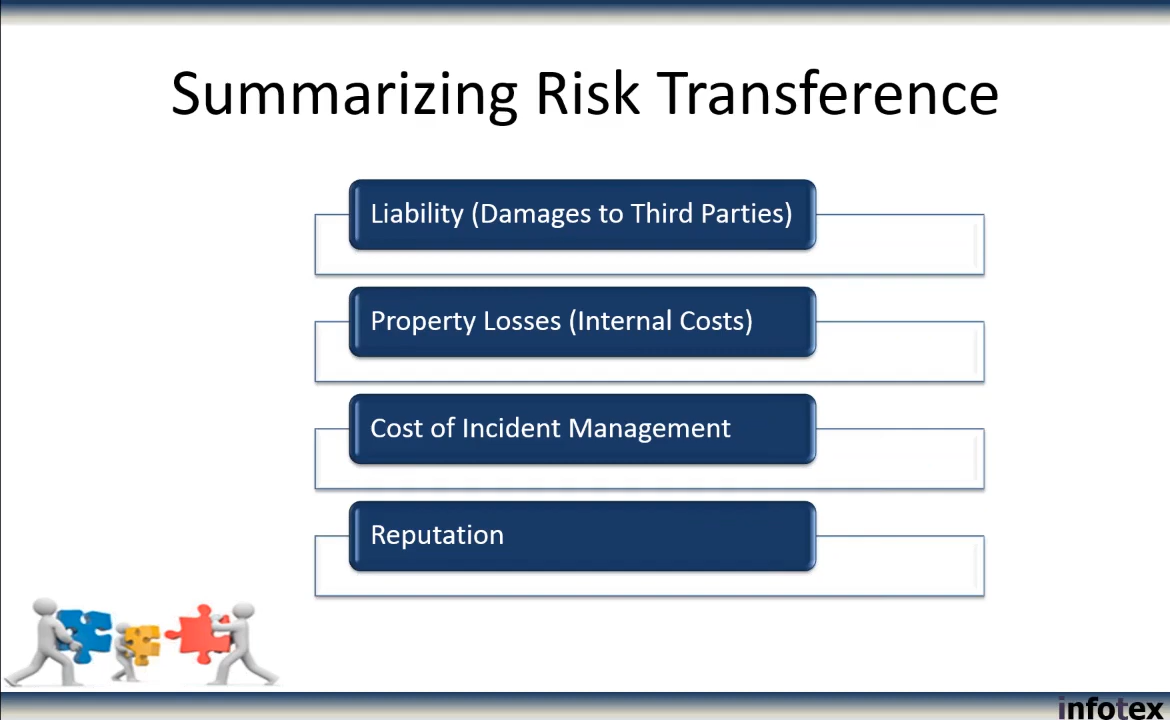 Summarizing Risk Transference
Liability (Damages to Third Parties)
Property Losses (Internal Costs)
Cost of Incident Management
Reputation
infotex